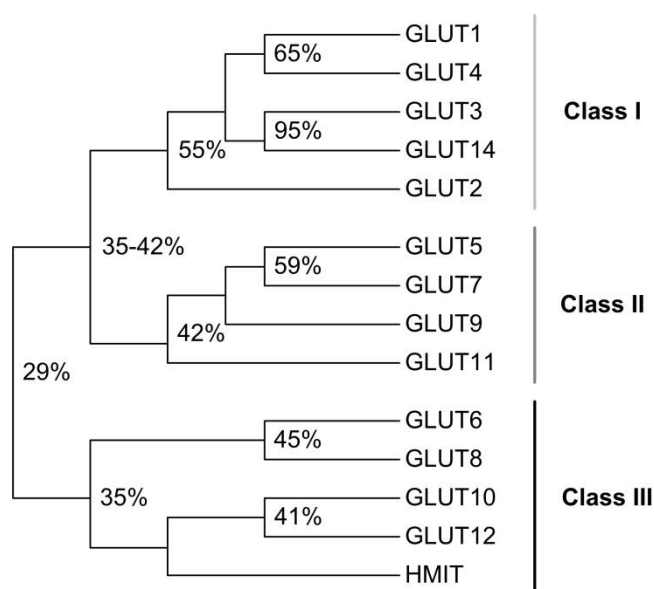 GLUT1
65%
GLUT4
GLUT3
Class I
95%
55%
GLUT14
GLUT2
35-42%
GLUT5
59%
GLUT7
Class II
42%
GLUT9
29%
GLUT11
GLUT6
45%
GLUT8
35%
GLUT10
Class III
41%
GLUT12
HMIT